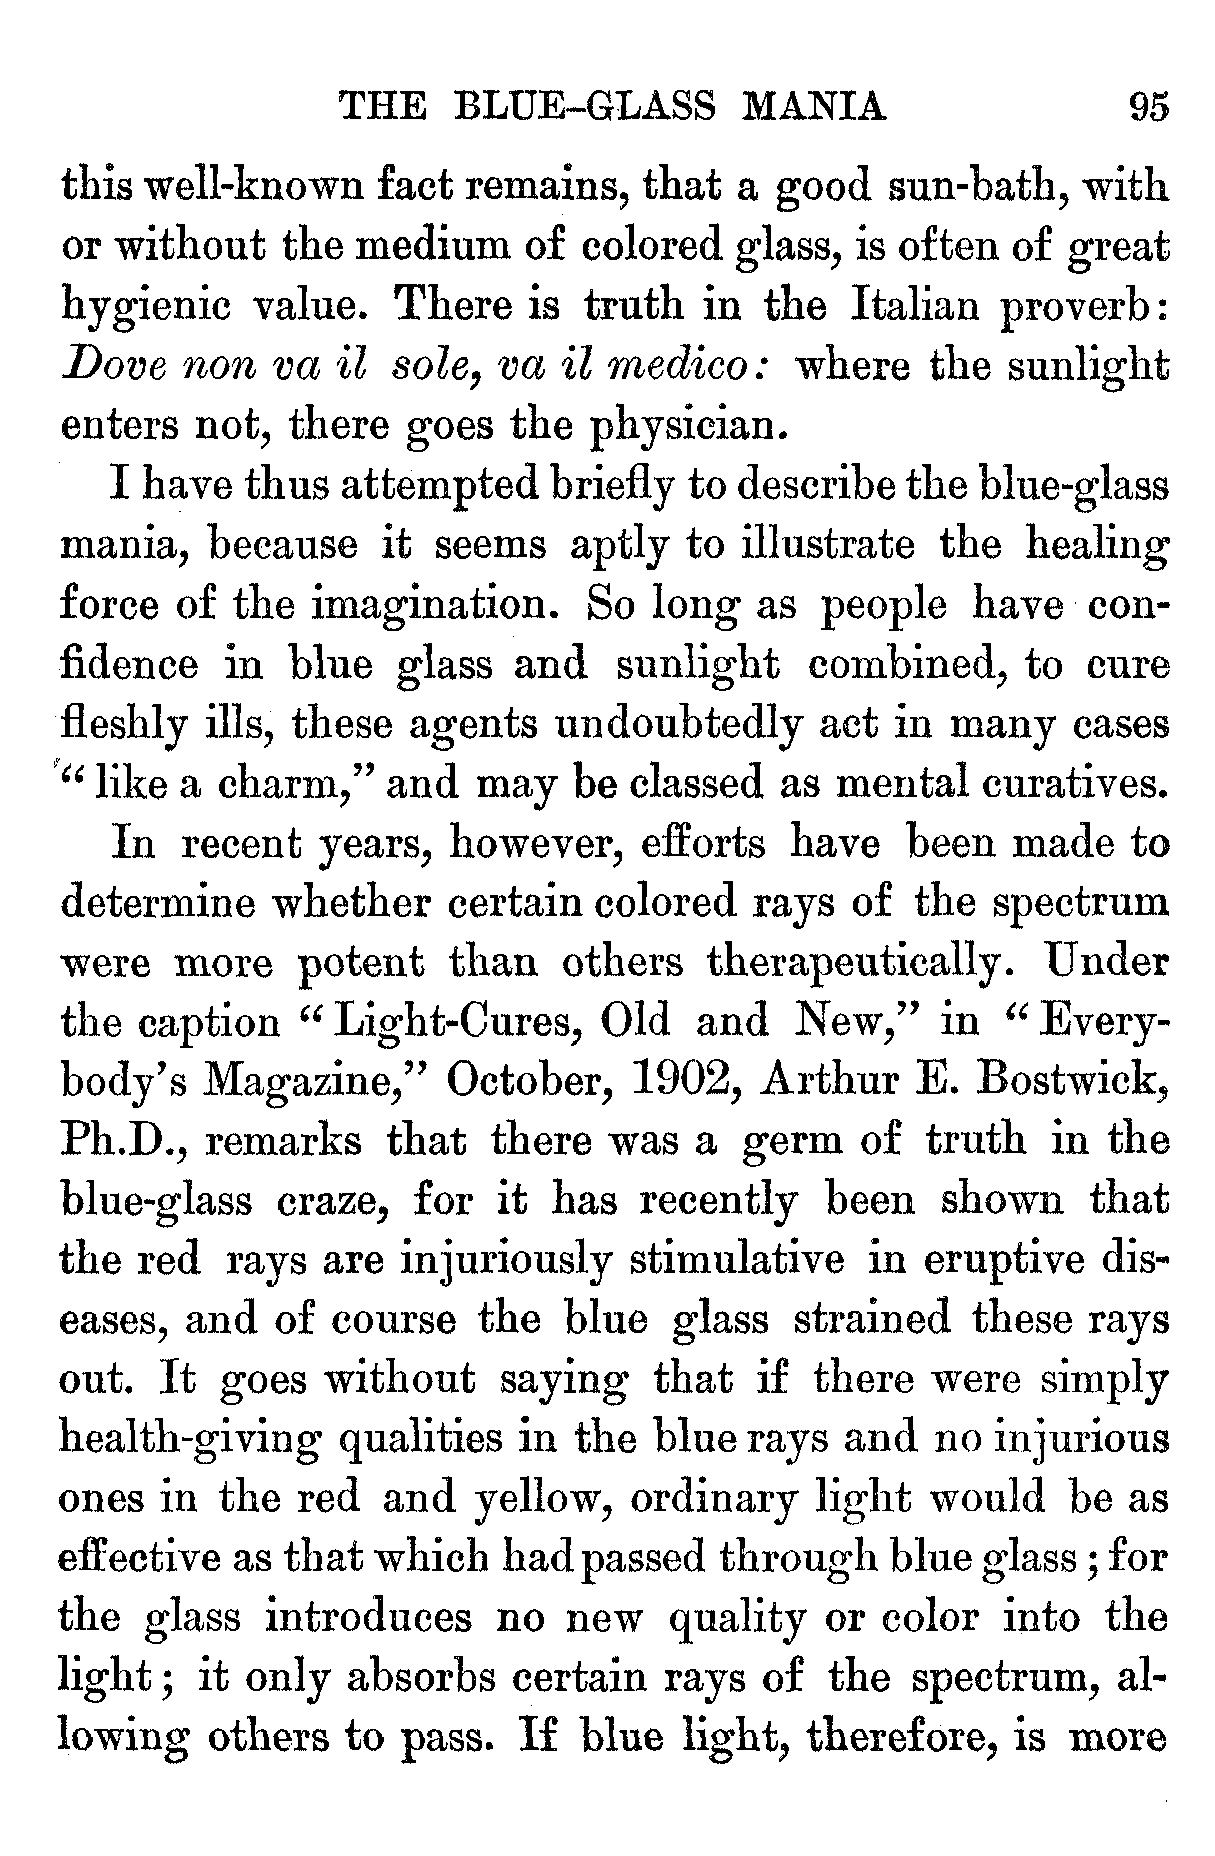 THE BLUE-GLASS MANIA 95
this well-known fact remains, that a good sun-bath, with
or without the medium of colored glass, is often of great
hygienic value. There is truth in the Italian proverb:
Dove non va il sole, va il medico: where the sunlight
enters not, there goes the physician.
I have thus attempted briefly to describe the blue-glass
mania, because it seems aptly to illustrate the healing
force of the imagination. So long as people have con-
fidence in blue glass and sunlight combined, to cure
fleshly ills, these agents undoubtedly act in many cases
“like a charm,” and may be classed as mental curatives.
In recent years, however, efforts have been made to
determine whether certain colored rays of the spectrum
were more potent than others therapeutically. Under
the caption “Light-Cures, Old and New,” in “Every-
body’s Magazine,” October, 1902, Arthur E. Bostwick,
Ph.D., remarks that there was a germ of truth in the
blue-glass craze, for it has recently been shown that
the red rays are injuriously stimulative in eruptive dis-
eases, and of course the blue glass strained these rays
out. It goes without saying that if there were simply
health-giving qualities in the blue rays and no injurious
ones in the red and yellow, ordinary light would be as
effective as that which had passed through blue glass; for
the glass introduces no new quality or color into the
light; it only absorbs certain rays of the spectrum, al-
lowing others to pass. If blue light, therefore, is more